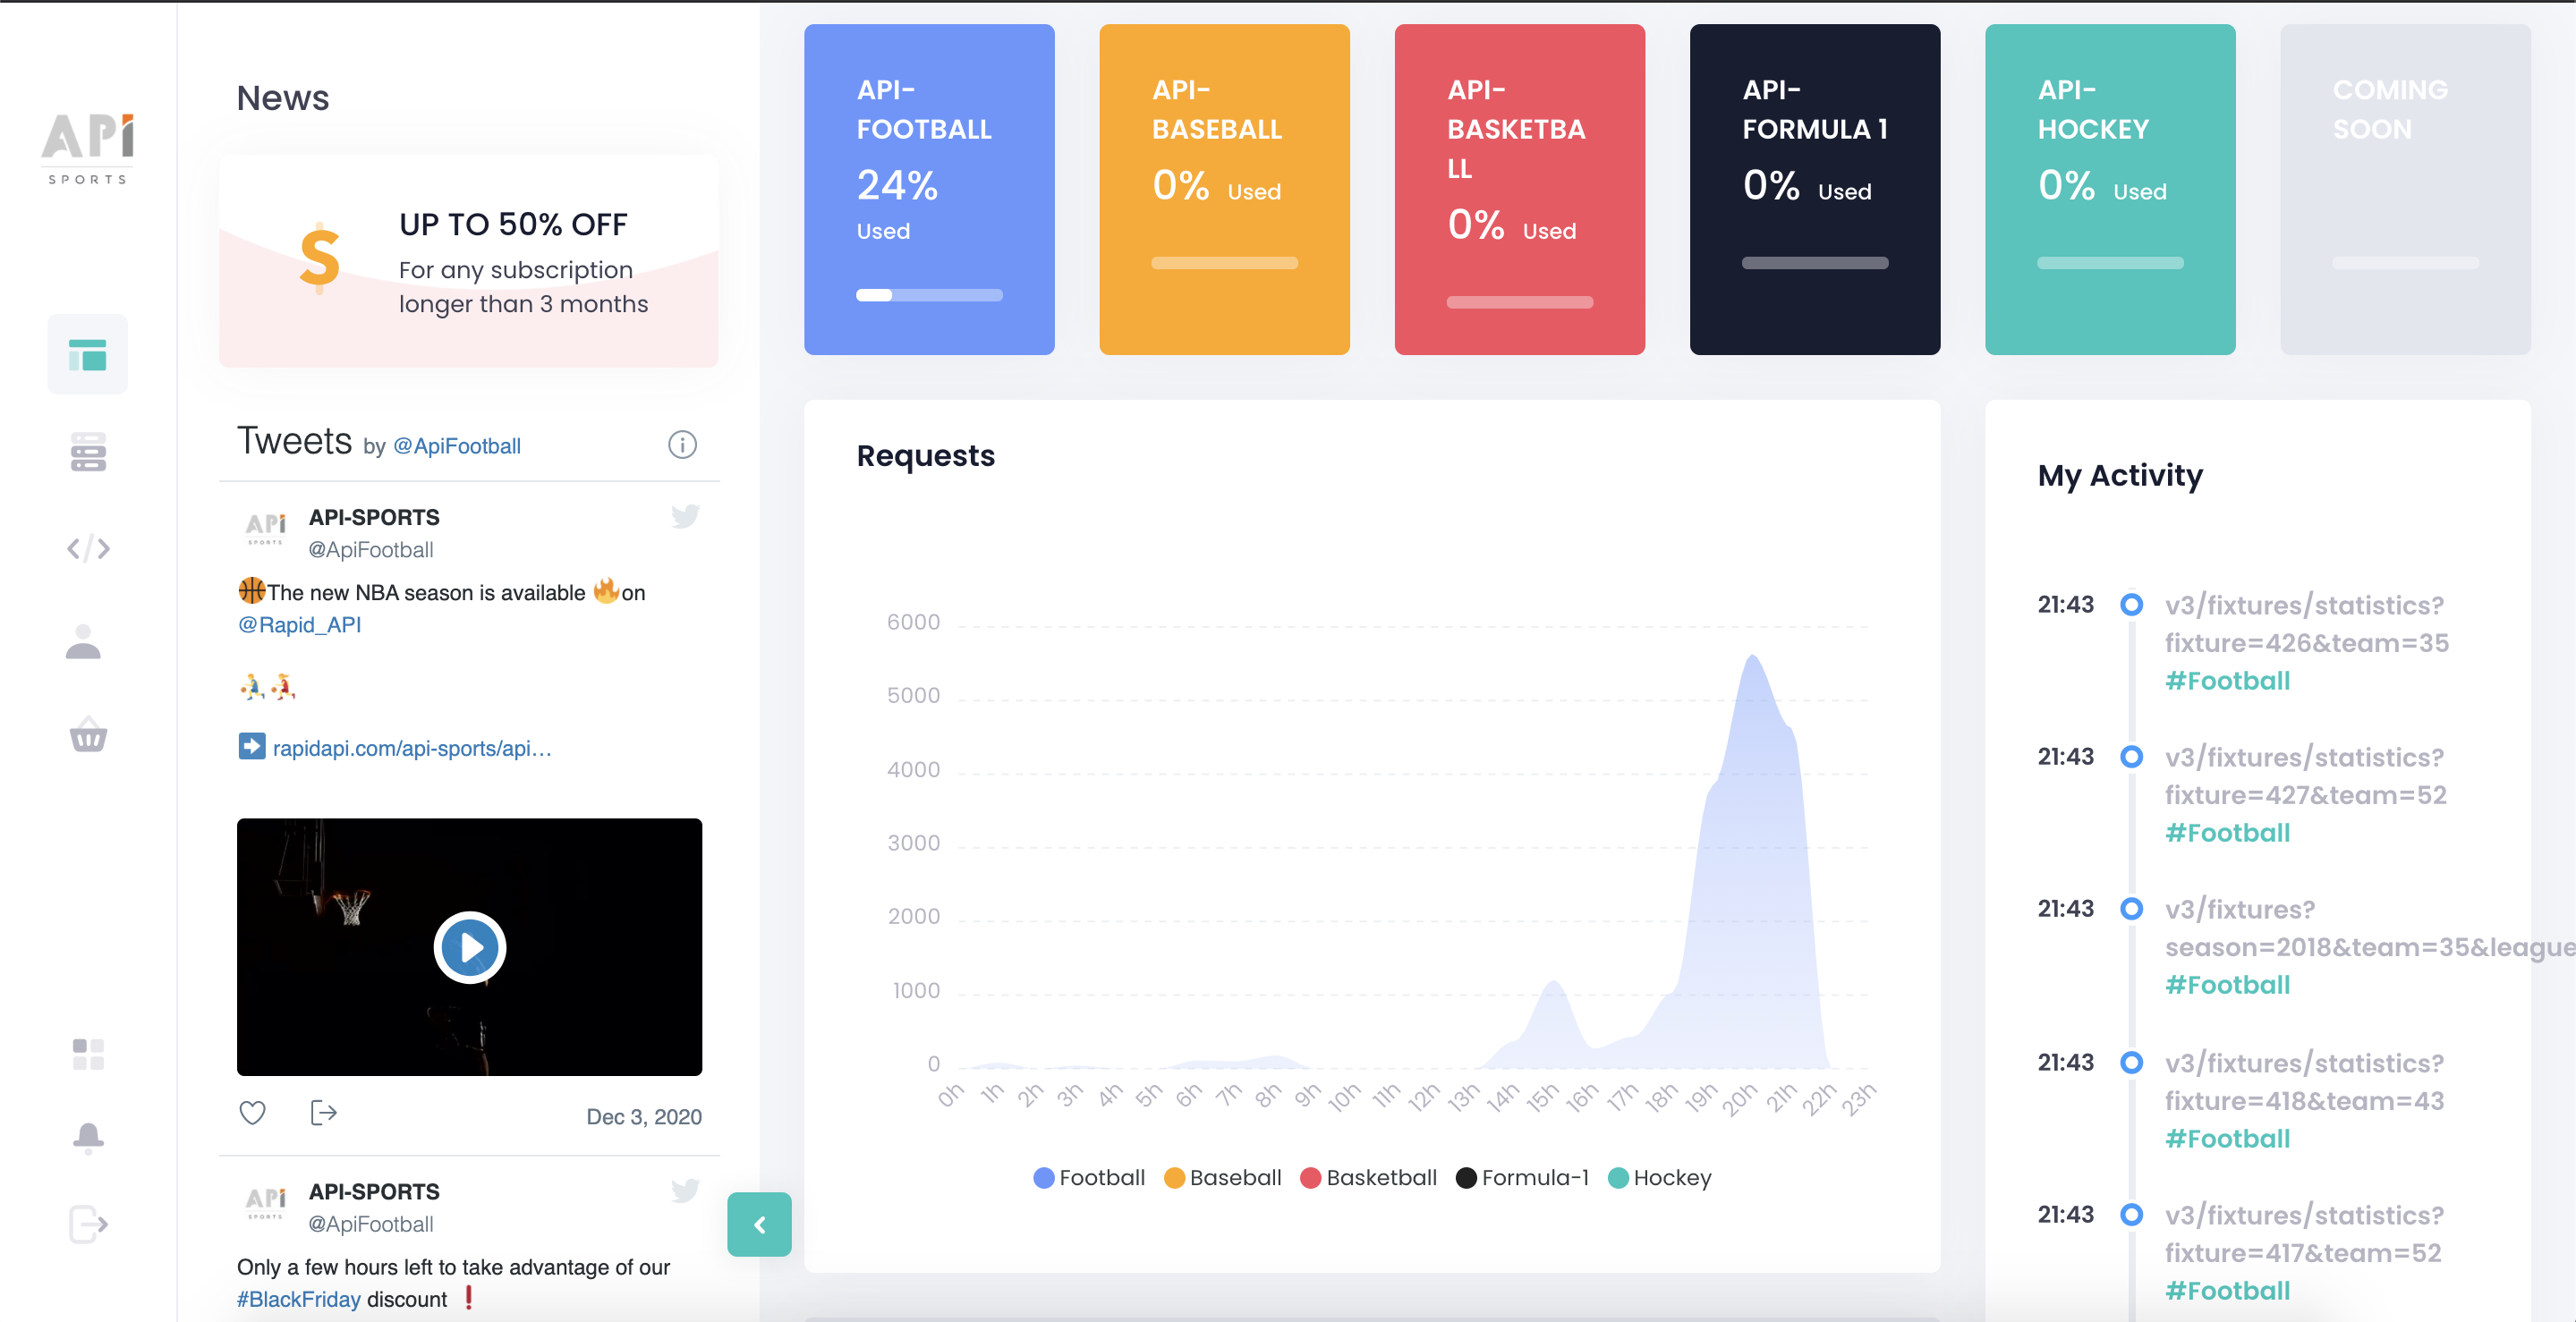 API
SPORTS
News
UP TO 50% OFF
For any subscription
longer than 3 months
Tweets by @ApiFootball
API
SPORTS
API-SPORTS
@ApiFootball
The new NBA season is available on
@Rapid_API
rapidapi.com/api-sports/api…
Dec 3, 2020
API
SPORTS
API-SPORTS
@ApiFootball
Only a few hours left to take advantage of our
#BlackFriday discount ❗
API-
FOOTBALL
24%
Used
API-
BASEBALL
0% Used
API-
BASKETBA
LL
0% Used
API-
FORMULA 1
0% Used
API-
HOCKEY
0% Used
COMING
SOON
Requests
6000
5000
4000
3000
2000
1000
0
0h 1h 2h 3h 4h 5h 6h 7h 8h 9h 10h 11h 12h 13h 14h 15h 16h 17h 18h 19h 20h 21h 22h 23h
Football Baseball Basketball Formula-1 Hockey
My Activity
21:43 v3/fixtures/statistics?
fixture=426&team=35
#Football
21:43 v3/fixtures/statistics?
fixture=427&team=52
#Football
21:43 v3/fixtures?
season=2018&team=35&league
#Football
21:43 v3/fixtures/statistics?
fixture=418&team=43
#Football
21:43 v3/fixtures/statistics?
fixture=417&team=52
#Football